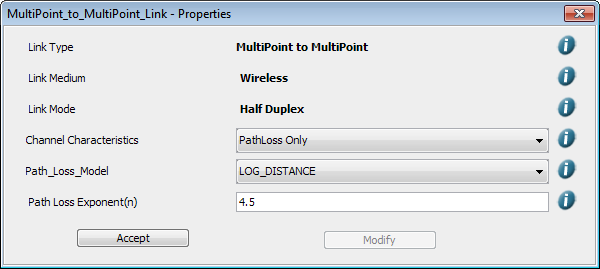 MultiPoint_to_MultiPoint_Link - Properties
Link Type MultiPoint to MultiPoint
Link Medium Wireless
Link Mode Half Duplex
Channel Characteristics PathLoss Only
Path_Loss_Model LOG_DISTANCE
Path Loss Exponent(n) 4.5
Accept Modify